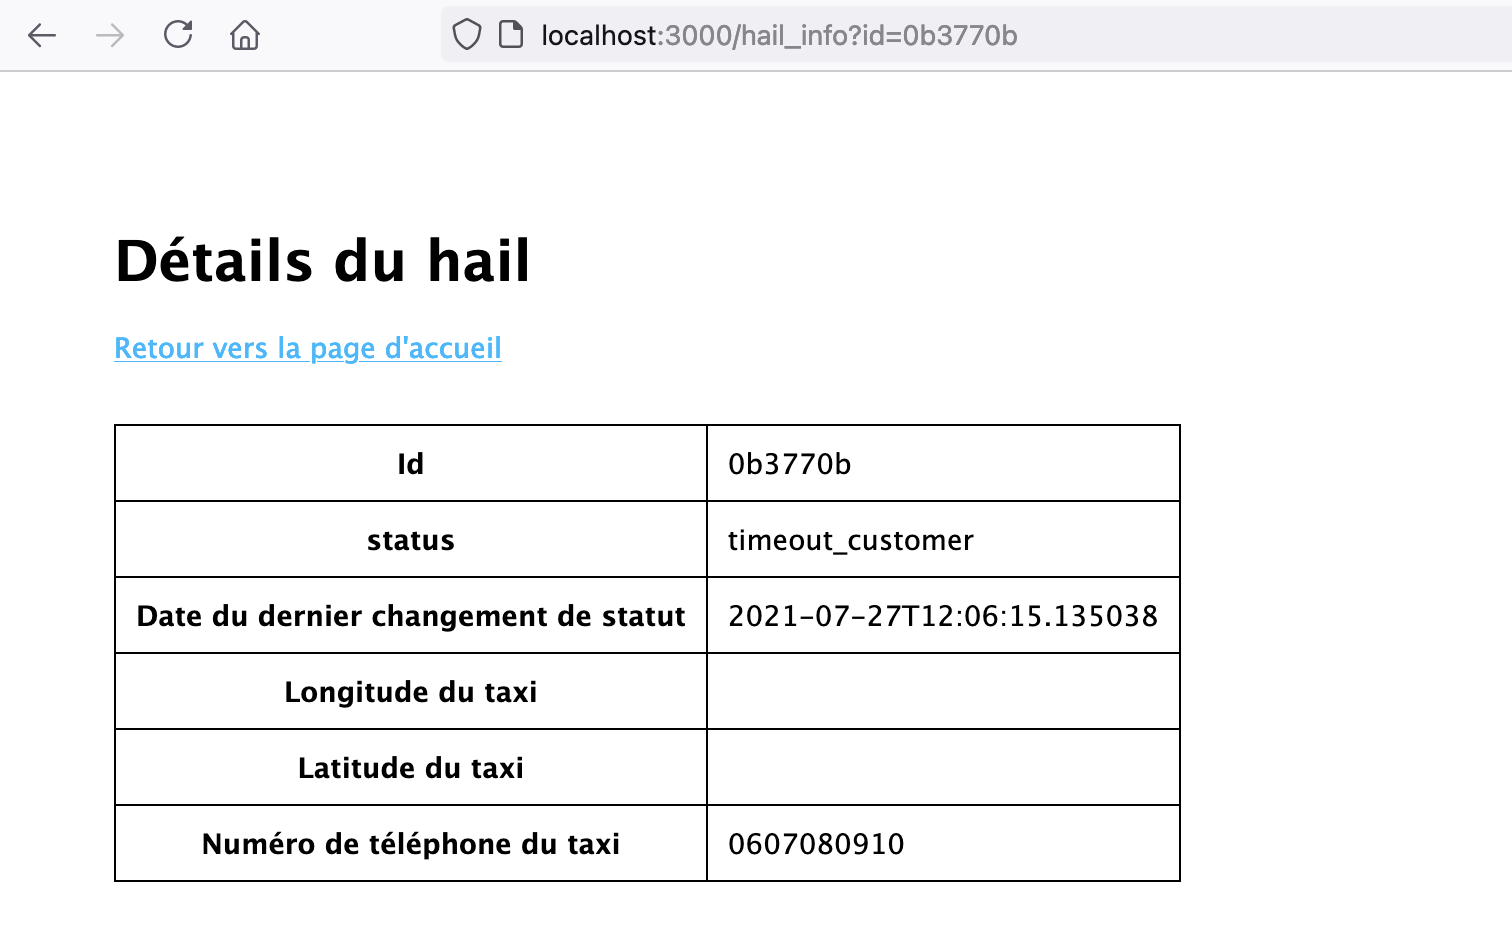 localhost:3000/hail_info?id=0b3770b
Détails du hail
Retour vers la page d'accueil
Id 0b3770b
status timeout_customer
Date du dernier changement de statut 2021-07-27T12:06:15.135038
Longitude du taxi
Latitude du taxi
Numéro de téléphone du taxi 0607080910